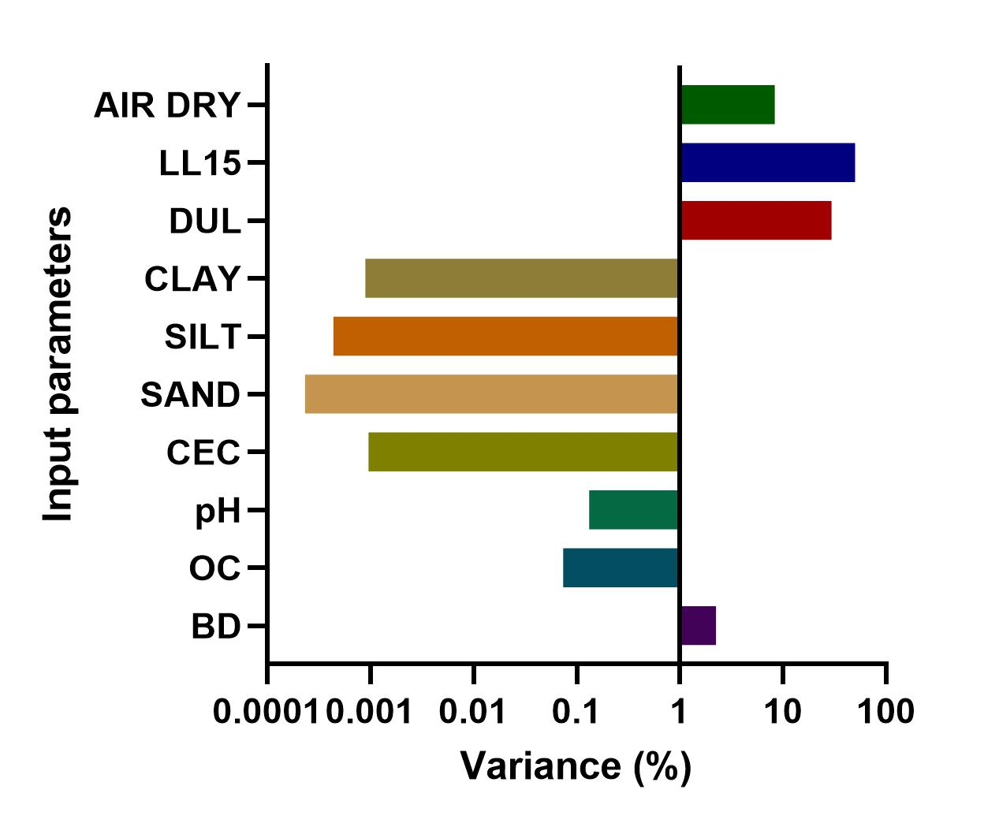 Input parameters
AIR DRY
LL15
DUL
CLAY
SILT
SAND
CEC
pH
OC
BD
0.0001 0.001 0.01 0.1 1 10 100
Variance (%)